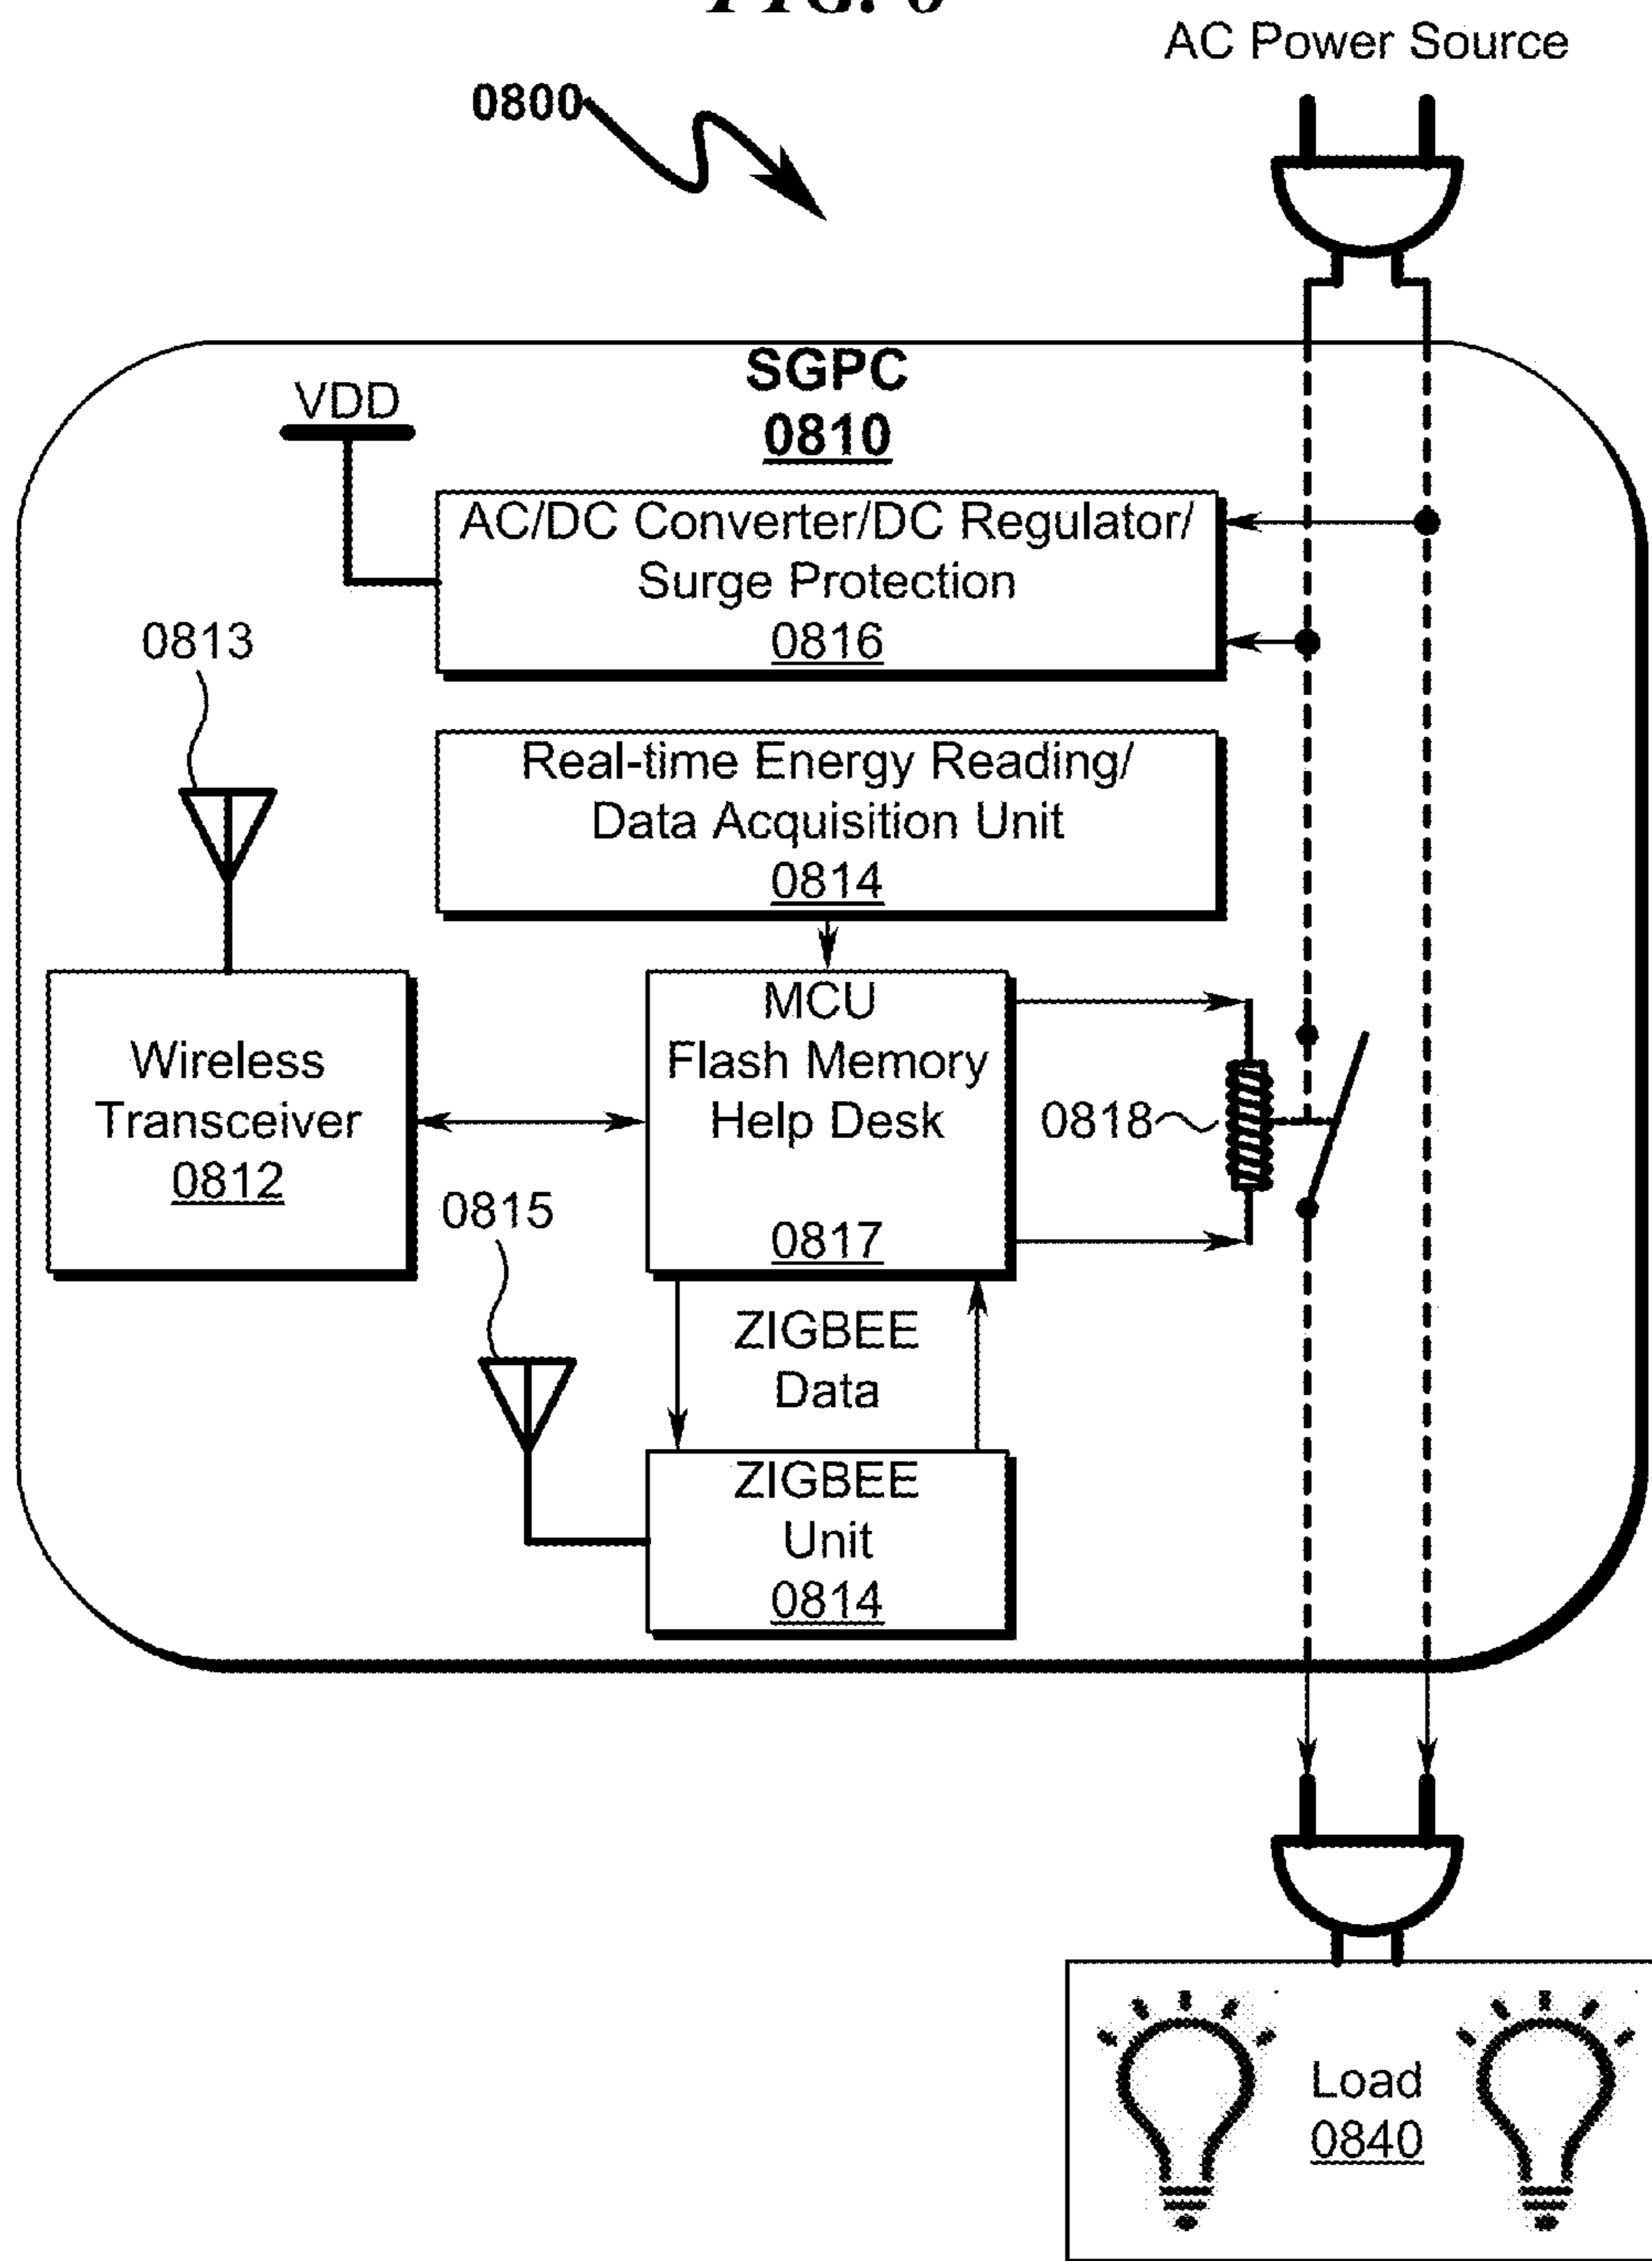 AC Power Source
0800
SGPC
0810
VDD
AC/DC Converter/DC Regulator/
Surge Protection
0816
0813
Real-time Energy Reading/
Data Acquisition Unit
0814
Wireless
Transceiver
0812
MCU
Flash Memory
Help Desk
0817
0818
0815
ZIGBEE
Data
ZIGBEE
Unit
0814
Load
0840